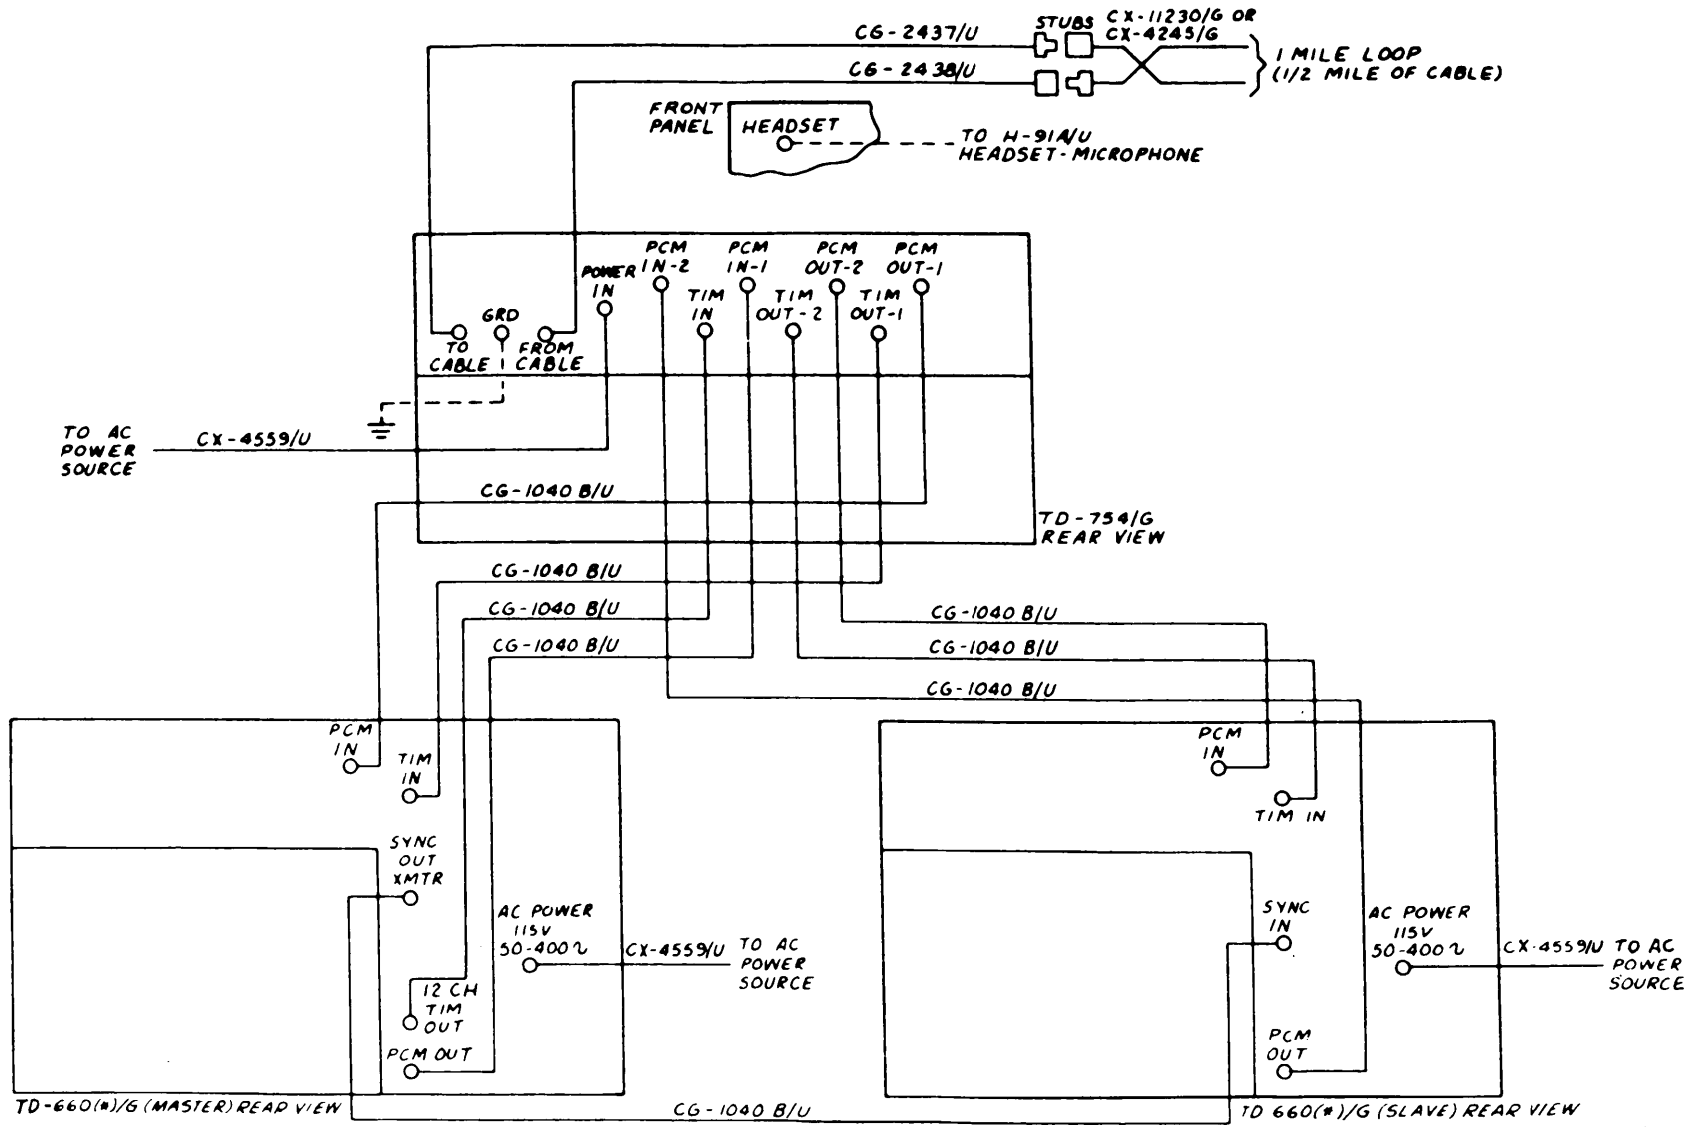 CG-2437/U
STUBS
CX-11230/G OR
CX-4245/G
CG-2438/U
1 MILE LOOP
(1/2 MILE OF CABLE)
FRONT
PANEL
HEADSET
TO H-91A/U
HEADSET-MICROPHONE
PCM
IN-2
PCM
IN-1
PCM
OUT-2
PCM
OUT-1
POWER
IN
TIM
IN
TIM
OUT-2
TIM
OUT-1
GRD
TO
CABLE
FROM
CABLE
TO AC
POWER
SOURCE
CX-4559/U
CG-1040 B/U
TD-754/G
REAR VIEW
CG-1040 B/U
CG-1040 B/U
CG-1040 B/U
CG-1040 B/U
CG-1040 B/U
CG-1040 B/U
PCM
IN
TIM
IN
SYNC
OUT
XMTR
AC POWER
115V
50-400~
CX-4559/U
TO AC
POWER
SOURCE
12 CH
TIM
OUT
PCM OUT
TD-660(*)/G (MASTER) REAR VIEW
PCM
IN
TIM IN
SYNC
IN
AC POWER
115V
50-400~
CX-4559/U
TO AC
POWER
SOURCE
PCM
OUT
CG-1040 B/U
TD 660(*)/G (SLAVE) REAR VIEW